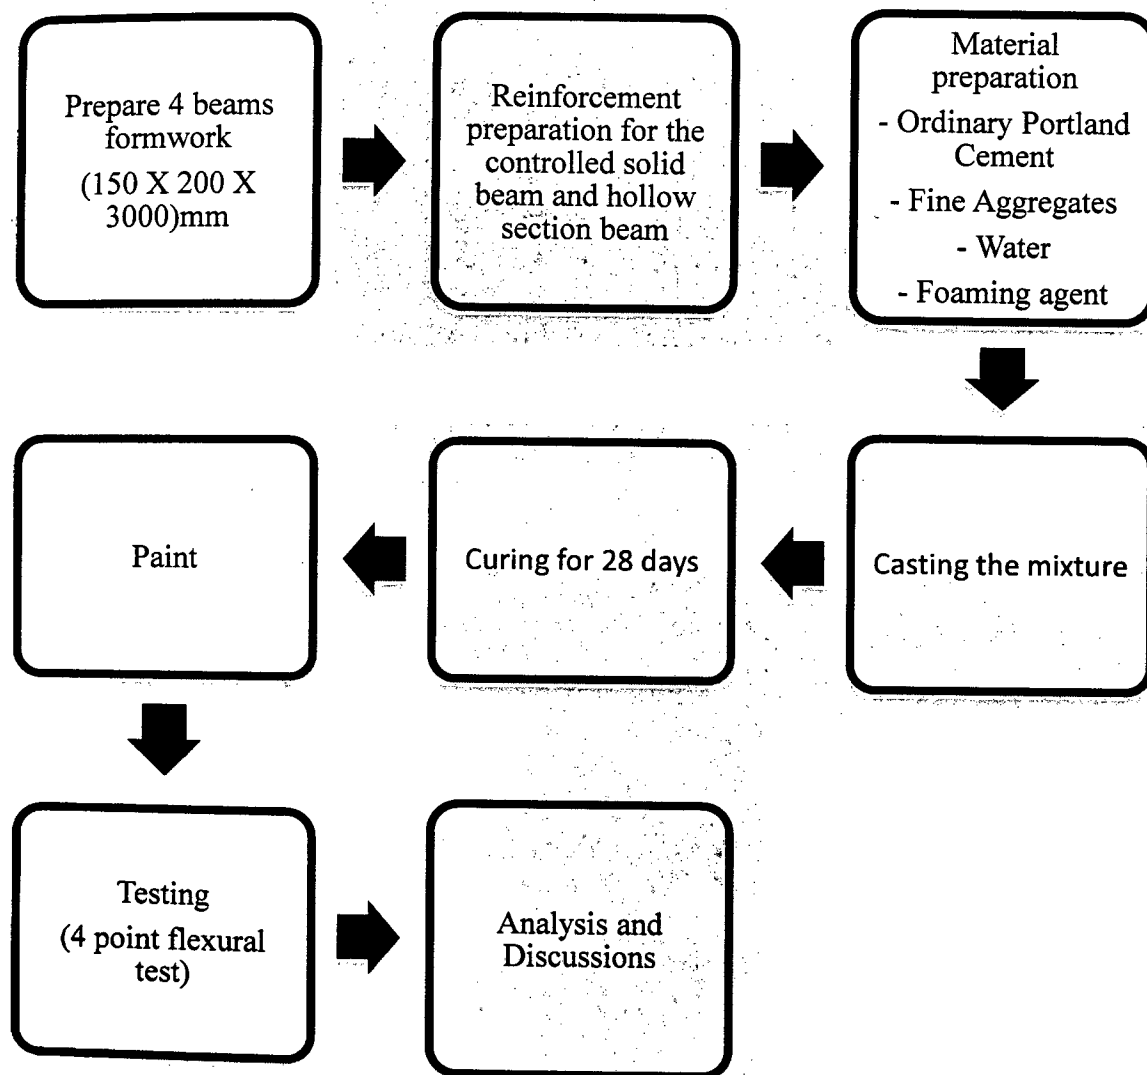 Prepare 4 beams
formwork
(150 X 200 X
3000)mm
Reinforcement
preparation for the
controlled solid
beam and hollow
section beam
Material
preparation
- Ordinary Portland
Cement
- Fine Aggregates
- Water
- Foaming agent
Casting the mixture
Curing for 28 days
Paint
Testing
(4 point flexural
test)
Analysis and
Discussions